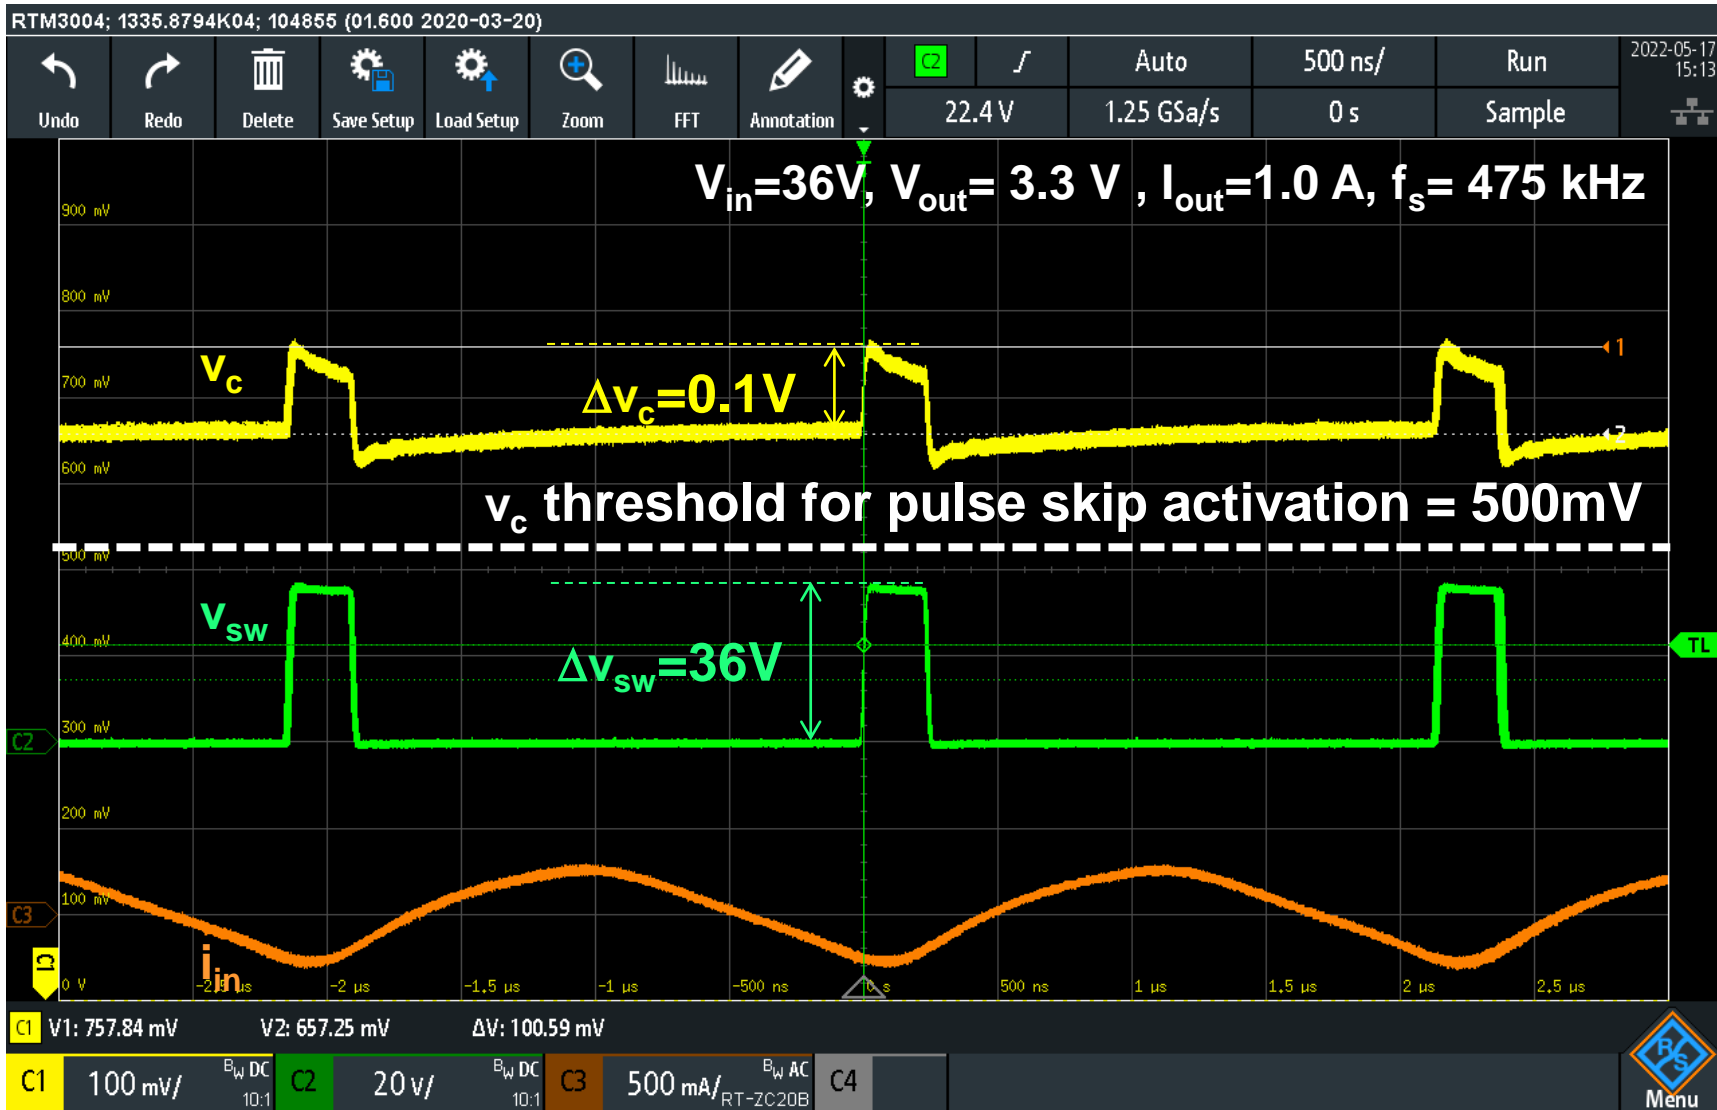 RTM3004; 1335.8794K04; 104855 (01.600 2020-03-20)
Undo Redo Delete Save Setup Load Setup Zoom FFT Annotation
C2 Auto 500 ns/ Run
22.4 V 1.25 GSa/s 0 s Sample
2022-05-17
15:13
Vin=36V, Vout= 3.3 V , Iout=1.0 A, fs= 475 kHz
900 mV
800 mV
1
vc
700 mV
Δvc=0.1V
2
600 mV
vc threshold for pulse skip activation = 500mV
500 mV
vsw
400 mV
TL
Δvsw=36V
300 mV
C2
200 mV
100 mV
C3
iin
C1
0 V -2.5 µs -2 µs -1.5 µs -1 µs -500 ns 0 s 500 ns 1 µs 1.5 µs 2 µs 2.5 µs
C1 V1: 757.84 mV V2: 657.25 mV ΔV: 100.59 mV
C1 100 mV/ BW DC 10:1 C2 20 V/ BW DC 10:1 C3 500 mA/ BW AC RT-ZC20B C4
R&S
Menu